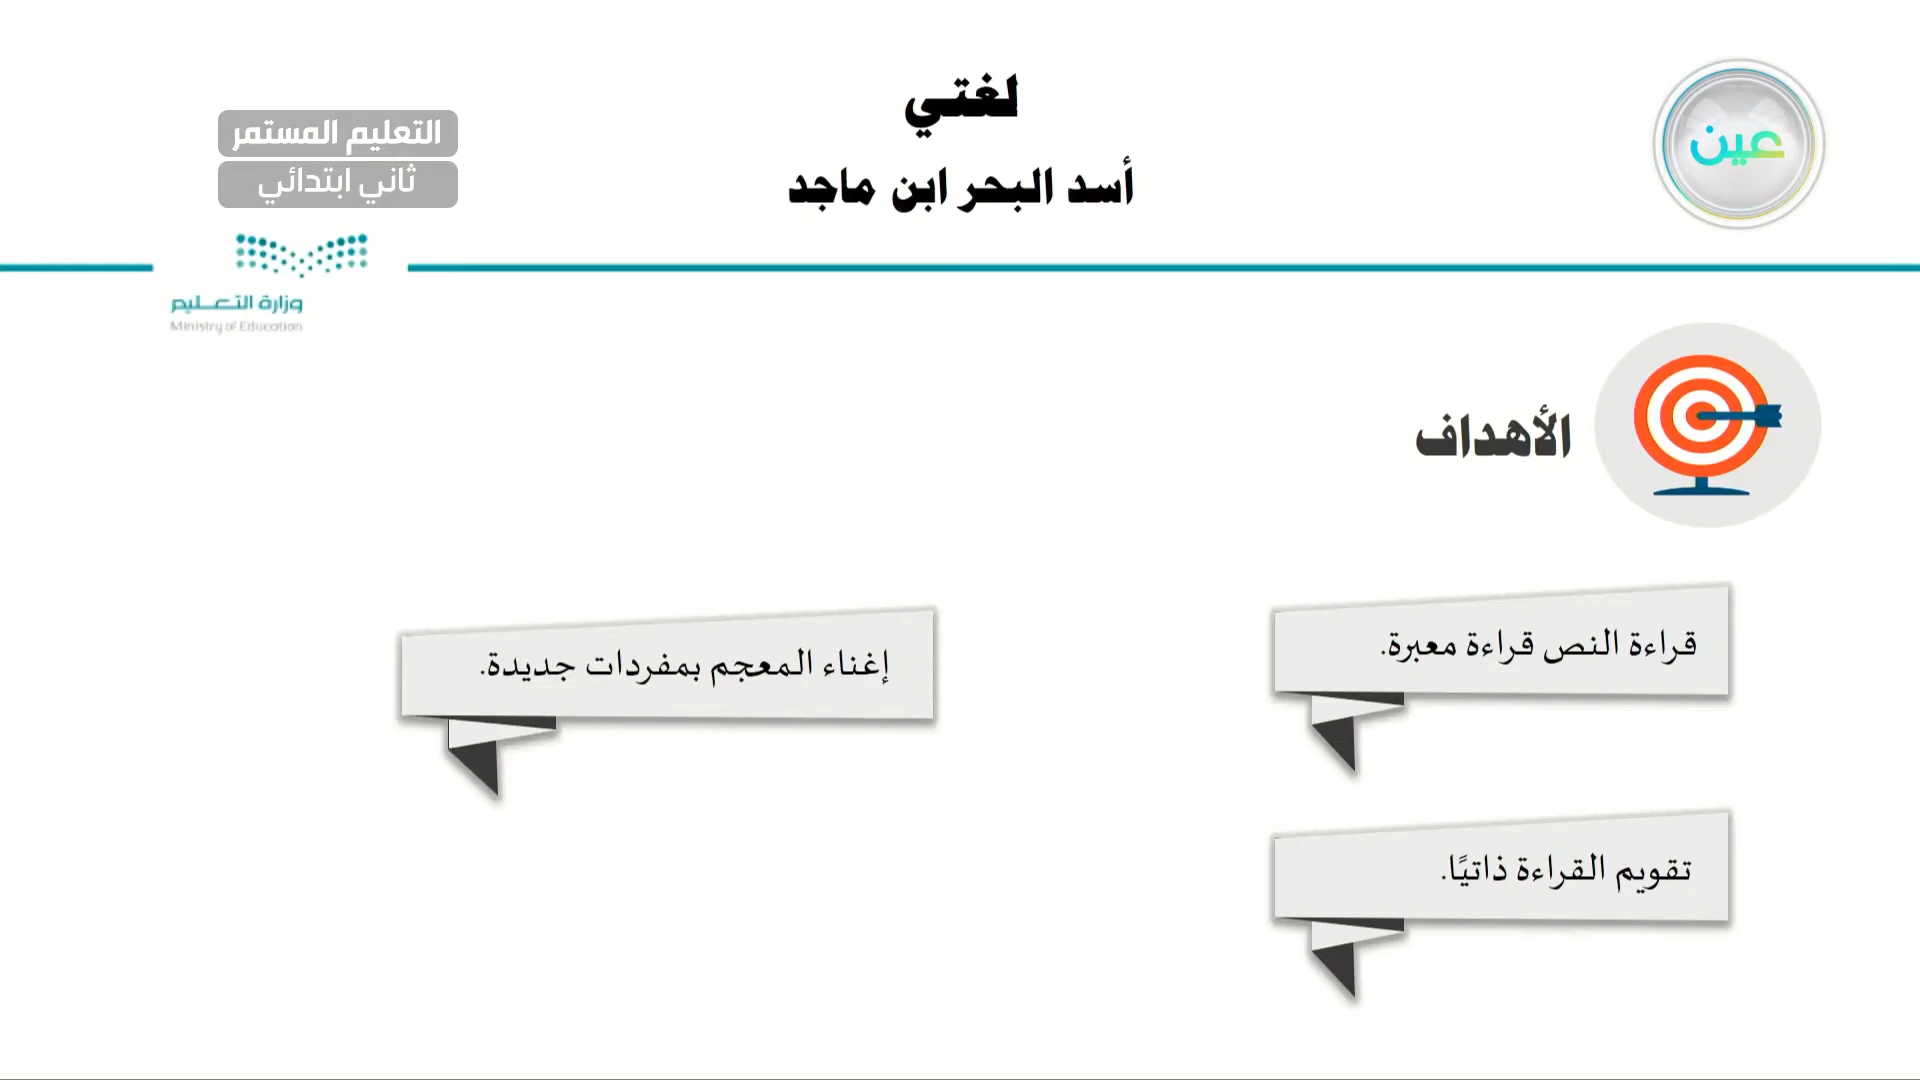 لغتي
أسد البحر ابن ماجد
عين
التعليم المستمر
ثاني ابتدائي
وزارة التعـليم
Ministry of Education
الأهداف
قراءة النص قراءة معبرة.
إغناء المعجم بمفردات جديدة.
تقويم القراءة ذاتيًا.